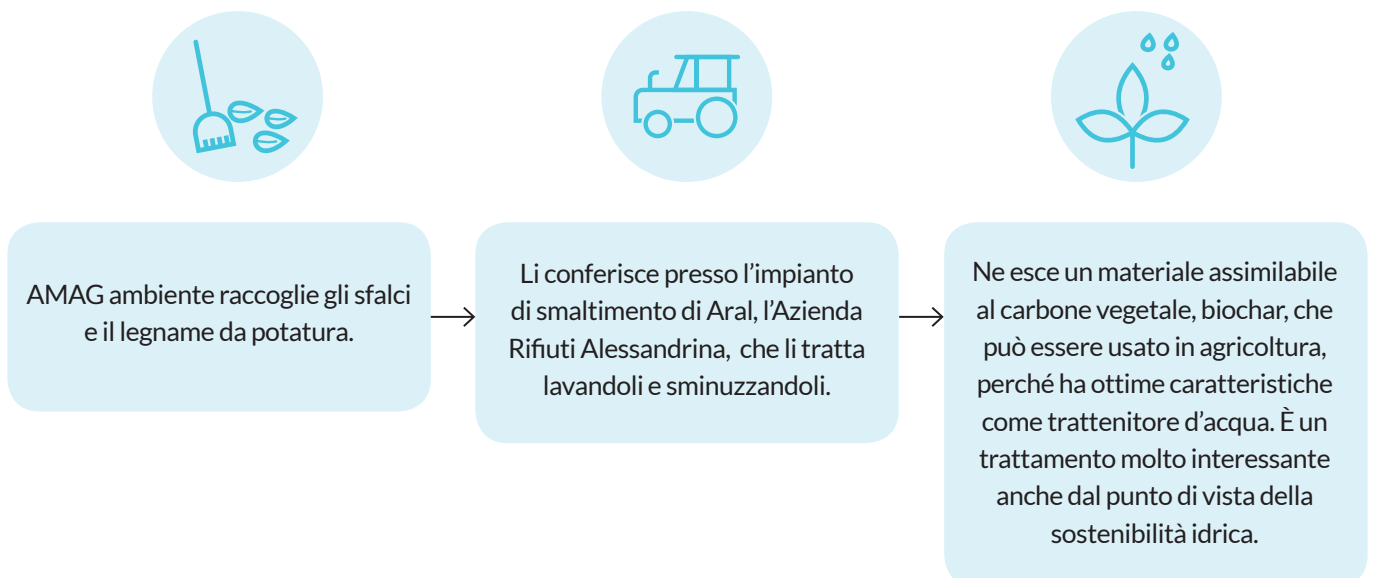 AMAG ambiente raccoglie gli sfalci
e il legname da potatura.
Li conferisce presso l’impianto
di smaltimento di Aral, l’Azienda
Rifiuti Alessandrina, che li tratta
lavandoli e sminuzzandoli.
Ne esce un materiale assimilabile
al carbone vegetale, biochar, che
può essere usato in agricoltura,
perché ha ottime caratteristiche
come trattenitore d’acqua. È un
trattamento molto interessante
anche dal punto di vista della
sostenibilità idrica.